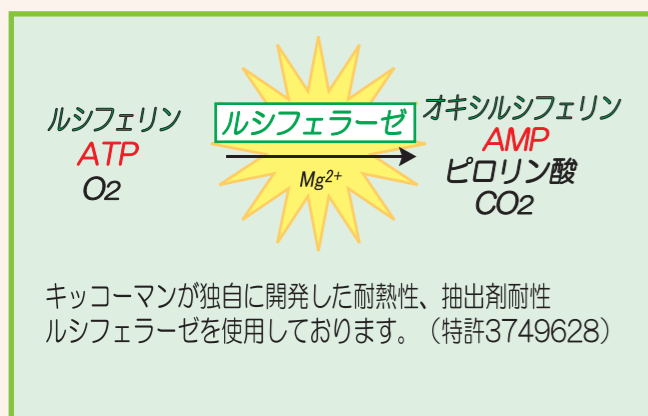 ルシフェリン
ATP
O2
ルシフェラーゼ
Mg2+
オキシルシフェリン
AMP
ピロリン酸
CO2
キッコーマンが独自に開発した耐熱性、抽出剤耐性
ルシフェラーゼを使用しております。（特許3749628）